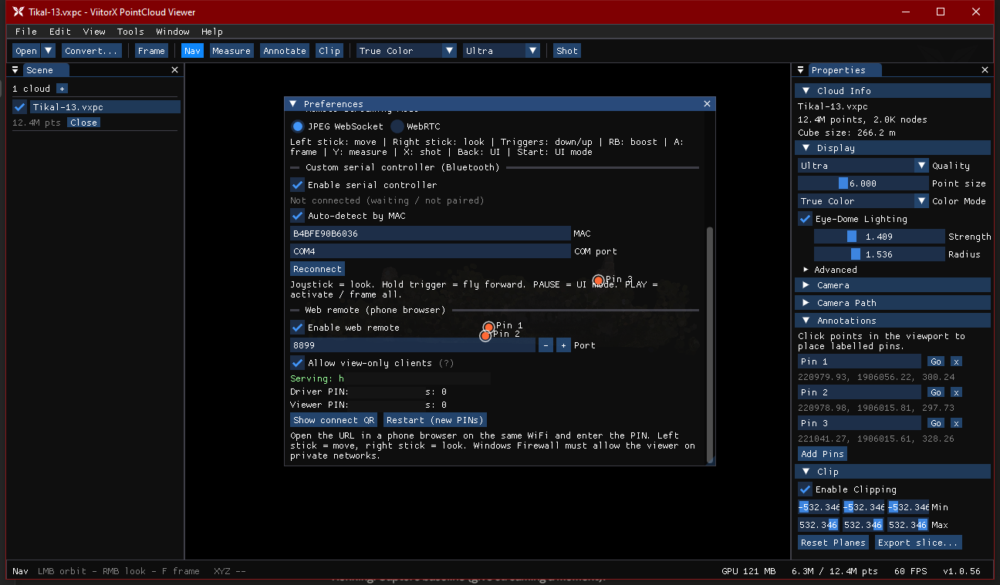 Tikal-13.vxpc - ViitorX PointCloud Viewer
File Edit View Tools Window Help
Open Convert... Frame Nav Measure Annotate Clip True Color Ultra Shot
Scene
1 cloud +
Tikal-13.vxpc
12.4M pts Close
Preferences
JPEG WebSocket WebRTC
Left stick: move | Right stick: look | Triggers: down/up | RB: boost | A:
frame | Y: measure | X: shot | Back: UI | Start: UI mode
Custom serial controller (Bluetooth)
Enable serial controller
Not connected (waiting / not paired)
Auto-detect by MAC
B4BFE90B6036 MAC
COM4 COM port
Reconnect
Pin 3
Joystick = look. Hold trigger = fly forward. PAUSE = UI mode. PLAY =
activate / frame all.
Web remote (phone browser)
Enable web remote
Pin 1
Pin 2
8899 - + Port
Allow view-only clients (?)
Serving: h
Driver PIN: s: 0
Viewer PIN: s: 0
Show connect QR Restart (new PINs)
Open the URL in a phone browser on the same WiFi and enter the PIN. Left
stick = move, right stick = look. Windows Firewall must allow the viewer on
private networks.
Properties
Cloud Info
Tikal-13.vxpc
12.4M points, 2.0K nodes
Cube size: 266.2 m
Display
Ultra Quality
6.000 Point size
True Color Color Mode
Eye-Dome Lighting
1.409 Strength
1.536 Radius
Advanced
Camera
Camera Path
Annotations
Click points in the viewport to
place labelled pins.
Pin 1 Go x
220979.93, 1906056.22, 300.24
Pin 2 Go x
220978.98, 1906015.81, 297.73
Pin 3 Go x
221041.27, 1906015.61, 328.26
Add Pins
Clip
Enable Clipping
-532.346 -532.346 -532.346 Min
532.346 532.346 532.346 Max
Reset Planes Export slice...
Nav LMB orbit - RMB look - F frame XYZ --
GPU 121 MB 6.3M / 12.4M pts 60 FPS v1.0.56